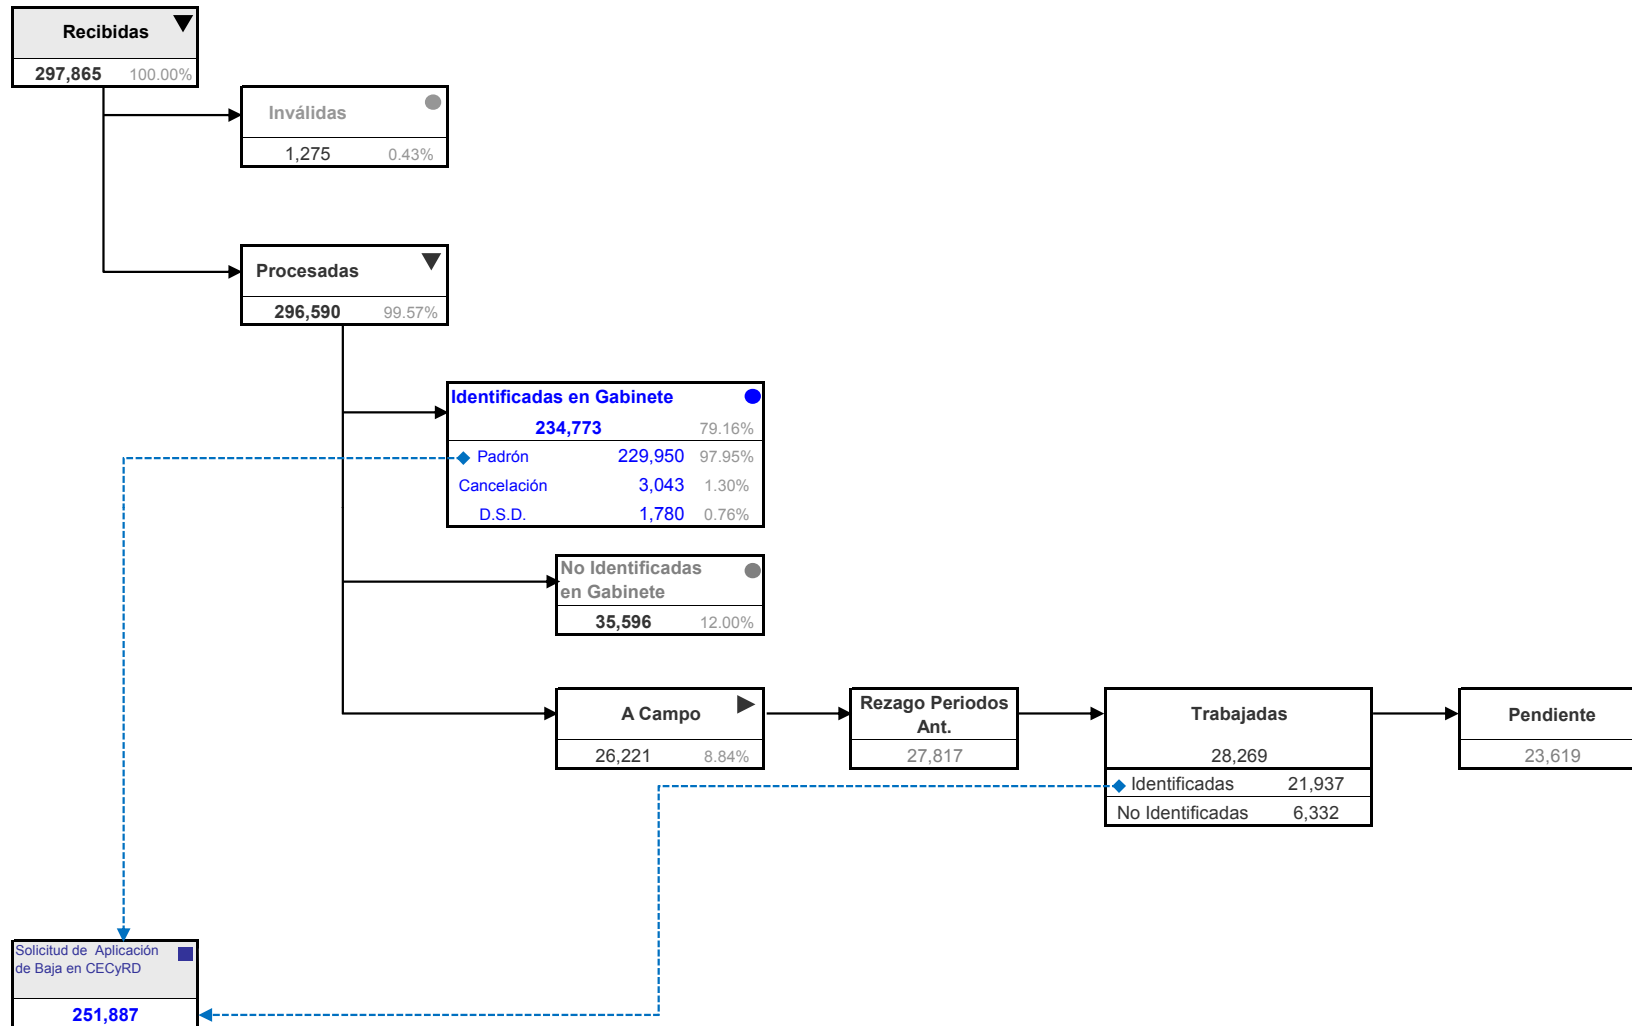 Recibidas
297,865 100.00%
Inválidas
1,275 0.43%
Procesadas
296,590 99.57%
Identificadas en Gabinete
234,773 79.16%
Padrón 229,950 97.95%
Cancelación 3,043 1.30%
D.S.D. 1,780 0.76%
No Identificadas
en Gabinete
35,596 12.00%
A Campo
26,221 8.84%
Rezago Periodos
Ant.
27,817
Trabajadas
28,269
Identificadas 21,937
No Identificadas 6,332
Pendiente
23,619
Solicitud de Aplicación
de Baja en CECyRD
251,887